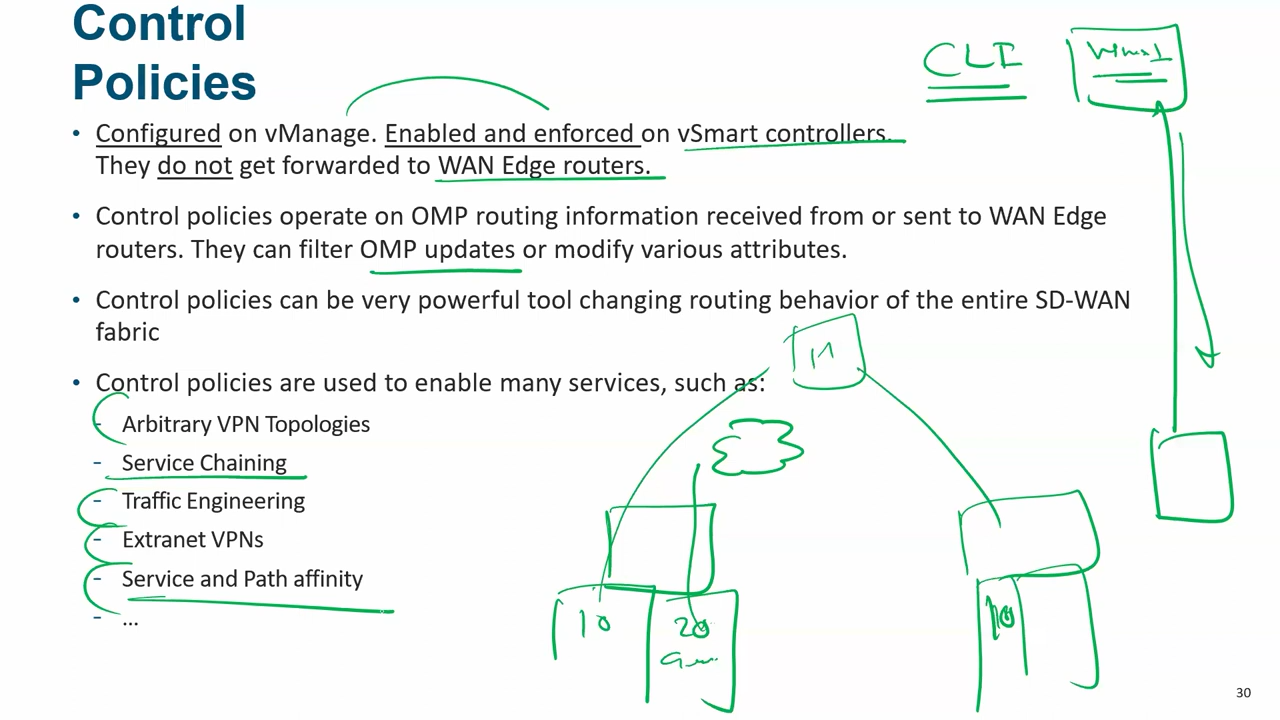 Control
Policies
CLI
• Configured on vManage. Enabled and enforced on vSmart controllers.
They do not get forwarded to WAN Edge routers.
• Control policies operate on OMP routing information received from or sent to WAN Edge
routers. They can filter OMP updates or modify various attributes.
• Control policies can be very powerful tool changing routing behavior of the entire SD-WAN
fabric
• Control policies are used to enable many services, such as:
- Arbitrary VPN Topologies
- Service Chaining
- Traffic Engineering
- Extranet VPNs
- Service and Path affinity
- ...
10
20
10
30